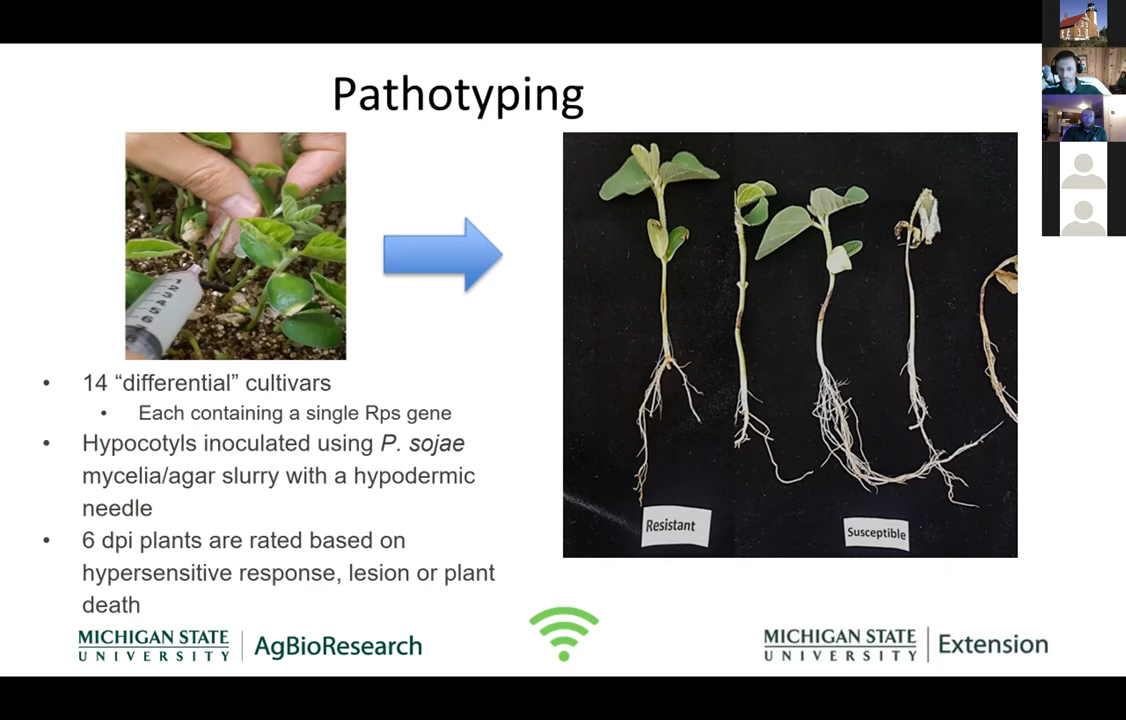 Pathotyping
14 “differential” cultivars
Each containing a single Rps gene
Hypocotyls inoculated using P. sojae
mycelia/agar slurry with a hypodermic
needle
6 dpi plants are rated based on
hypersensitive response, lesion or plant
death
Resistant
Susceptible
MICHIGAN STATE
UNIVERSITY
AgBioResearch
MICHIGAN STATE
UNIVERSITY
Extension